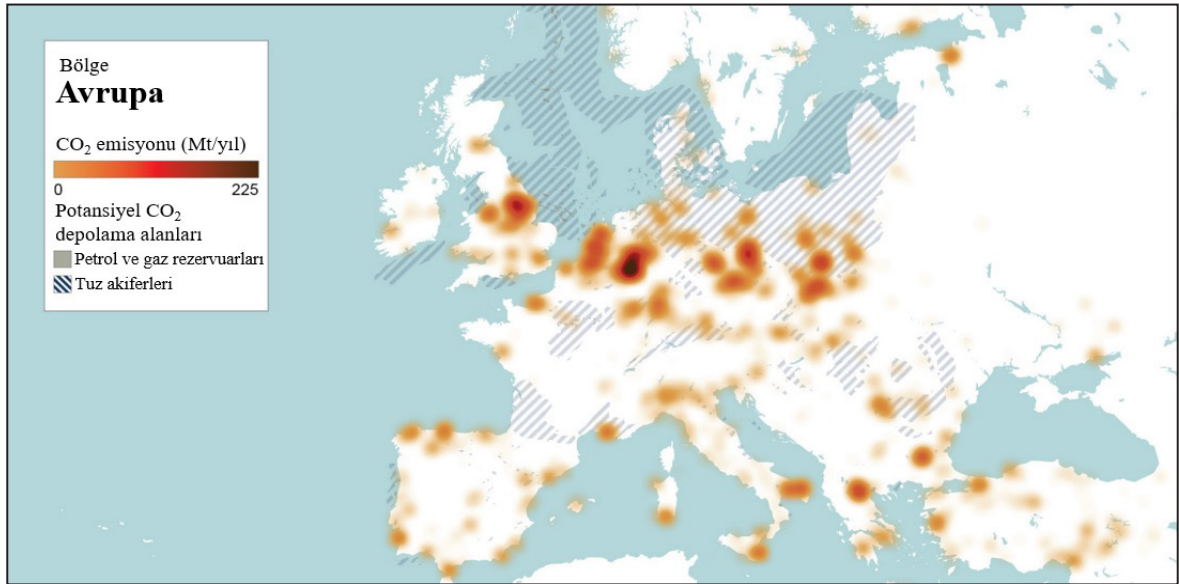 Bölge
Avrupa
CO₂ emisyonu (Mt/yıl)
0 225
Potansiyel CO₂
depolama alanları
Petrol ve gaz rezervuarları
Tuz akiferleri